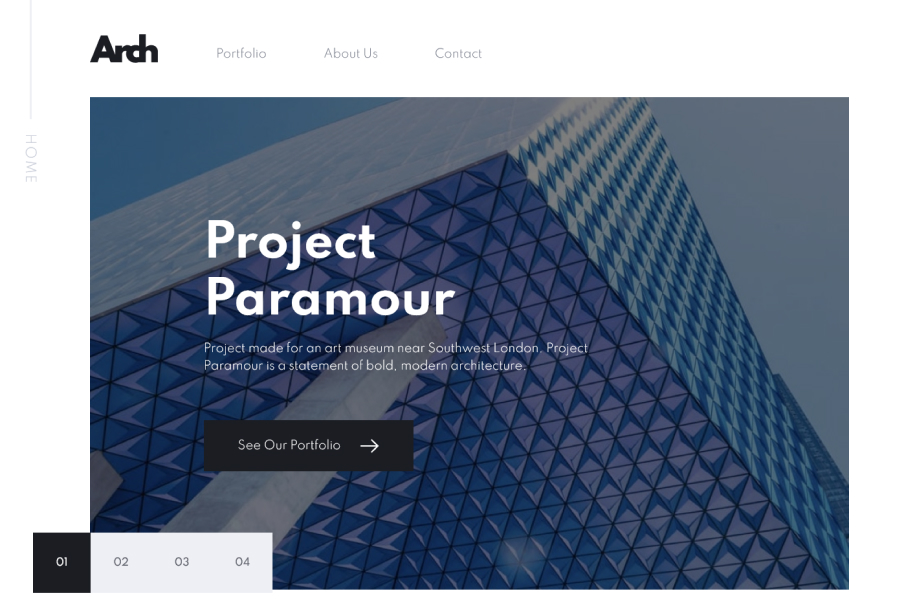 Arch
Portfolio
About Us
Contact
HOME
Project
Paramour
Project made for an art museum near Southwest London. Project
Paramour is a statement of bold, modern architecture.
See Our Portfolio
01
02
03
04